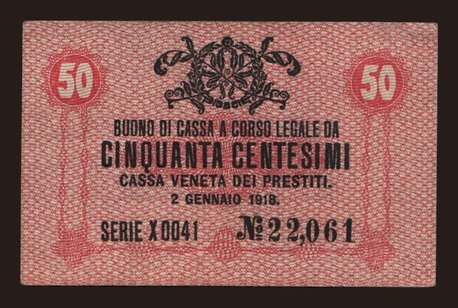 50 50
BUONO DI CASSA A CORSO LEGALE DA
CINQUANTA CENTESIMI
CASSA VENETA DEI PRESTITI.
2 GENNAIO 1918.
SERIE X0041 № 22,061